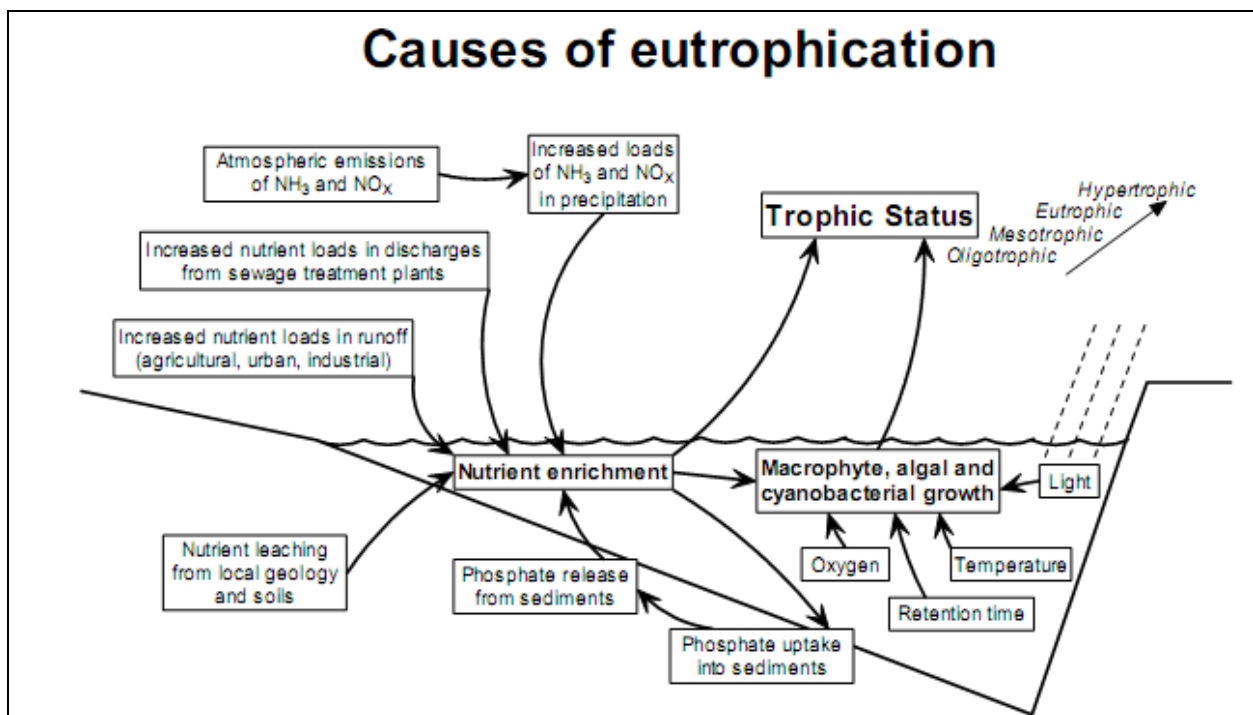 Causes of eutrophication
Atmospheric emissions
of NH₃ and NOₓ
Increased loads
of NH₃ and NOₓ
in precipitation
Hypertrophic
Eutrophic
Mesotrophic
Oligotrophic
Trophic Status
Increased nutrient loads in discharges
from sewage treatment plants
Increased nutrient loads in runoff
(agricultural, urban, industrial)
Nutrient enrichment
Macrophyte, algal and
cyanobacterial growth
Light
Nutrient leaching
from local geology
and soils
Phosphate release
from sediments
Oxygen
Temperature
Retention time
Phosphate uptake
into sediments